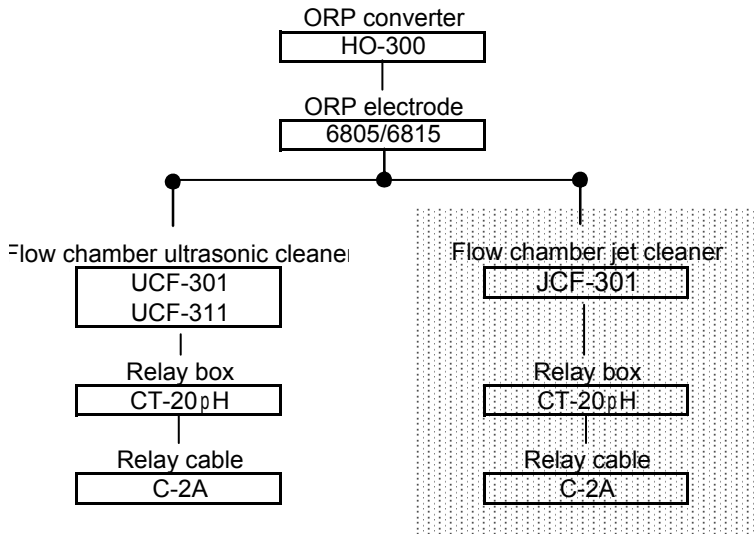 ORP converter
HO-300
ORP electrode
6805/6815
Flow chamber ultrasonic cleaner
UCF-301
UCF-311
Relay box
CT-20pH
Relay cable
C-2A
Flow chamber jet cleaner
JCF-301
Relay box
CT-20pH
Relay cable
C-2A